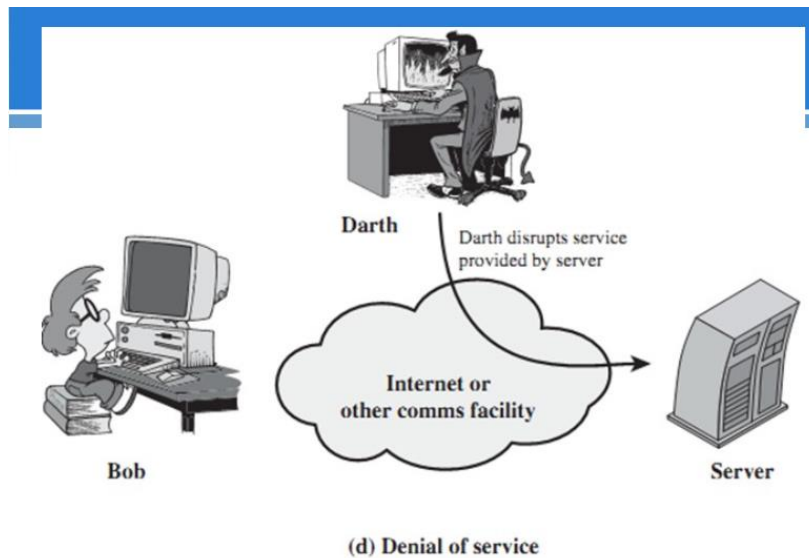 Darth
Darth disrupts service
provided by server
Internet or
other comms facility
Bob
Server
(d) Denial of service